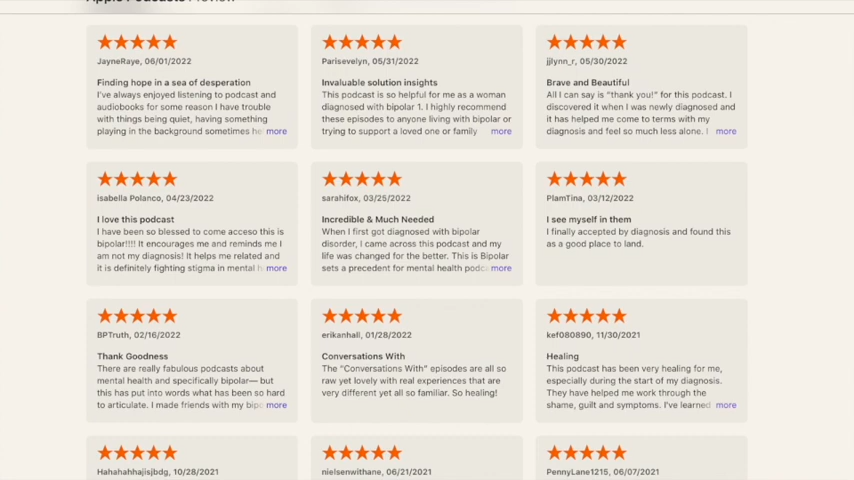 Apple Podcasts Preview
JayneRaye, 06/01/2022
Finding hope in a sea of desperation
I've always enjoyed listening to podcast and
audiobooks for some reason I have trouble
with things being quiet, having something
playing in the background sometimes he more
Parisevelyn, 05/31/2022
Invaluable solution insights
This podcast is so helpful for me as a woman
diagnosed with bipolar 1. I highly recommend
these episodes to anyone living with bipolar or
trying to support a loved one or family more
jjlynn_r, 05/30/2022
Brave and Beautiful
All I can say is "thank you!" for this podcast. I
discovered it when I was newly diagnosed and
it has helped me come to terms with my
diagnosis and feel so much less alone. I more
isabella Polanco, 04/23/2022
I love this podcast
I have been so blessed to come acceso this is
bipolar!!!! It encourages me and reminds me I
am not my diagnosis! It helps me related and
it is definitely fighting stigma in mental h more
sarahifox, 03/25/2022
Incredible & Much Needed
When I first got diagnosed with bipolar
disorder, I came across this podcast and my
life was changed for the better. This is Bipolar
sets a precedent for mental health podca more
PlamTina, 03/12/2022
I see myself in them
I finally accepted by diagnosis and found this
as a good place to land.
BPTruth, 02/16/2022
Thank Goodness
There are really fabulous podcasts about
mental health and specifically bipolar— but
this has put into words what has been so hard
to articulate. I made friends with my bipo more
erikanhall, 01/28/2022
Conversations With
The "Conversations With" episodes are all so
raw yet lovely with real experiences that are
very different yet all so familiar. So healing!
kef080890, 11/30/2021
Healing
This podcast has been very healing for me,
especially during the start of my diagnosis.
They have helped me work through the
shame, guilt and symptoms. I've learned more
Hahahahhajisjbdg, 10/28/2021
nielsenwithane, 06/21/2021
PennyLane1215, 06/07/2021